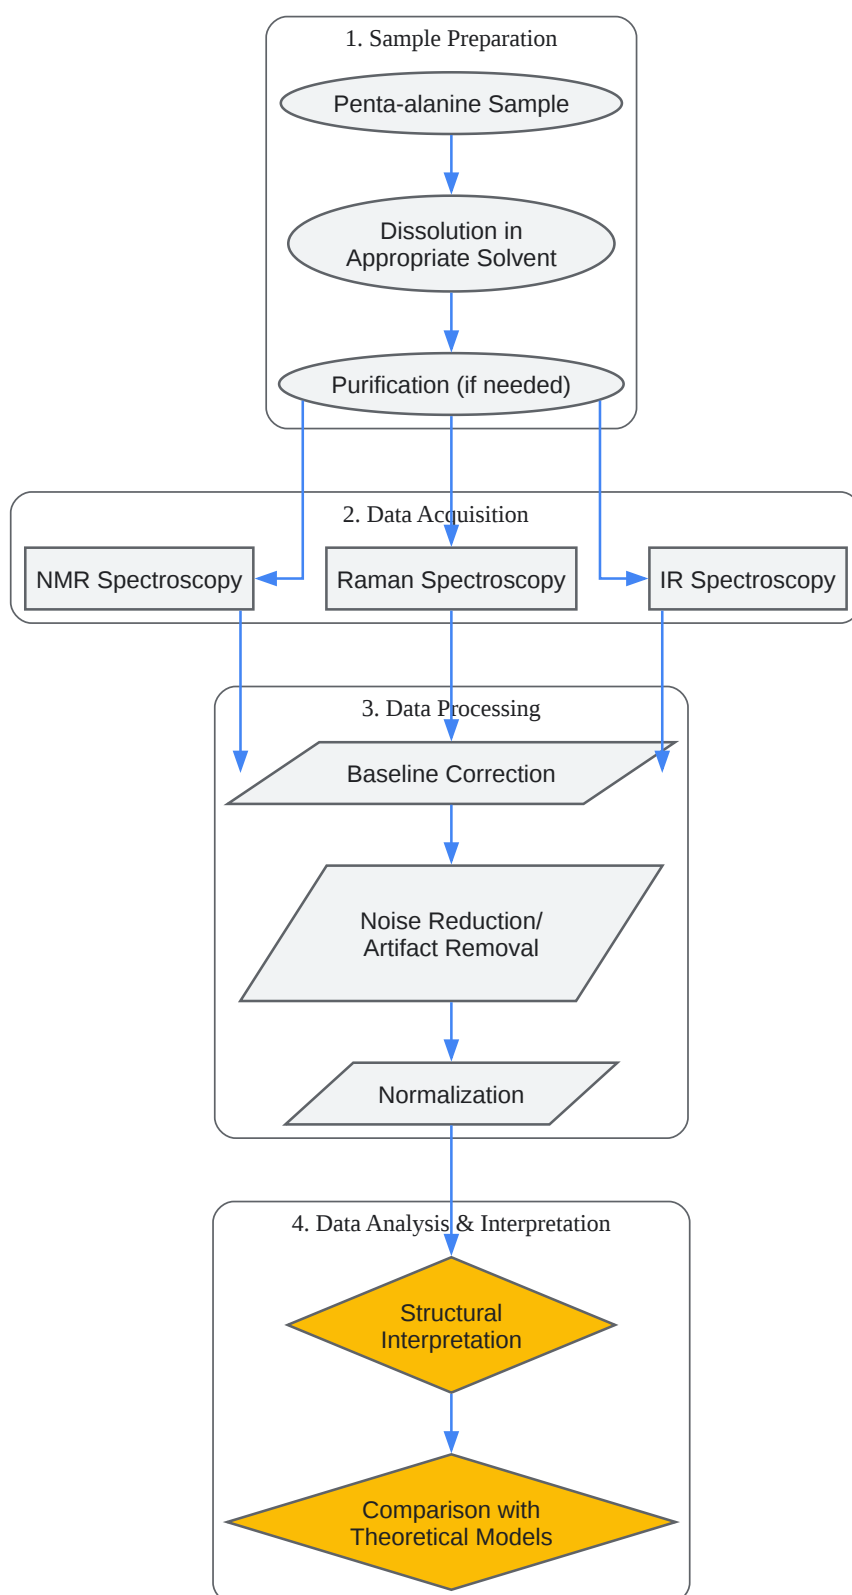 1. Sample Preparation
Penta-alanine Sample
Dissolution in
Appropriate Solvent
Purification (if needed)
2. Data Acquisition
NMR Spectroscopy
Raman Spectroscopy
IR Spectroscopy
3. Data Processing
Baseline Correction
Noise Reduction/
Artifact Removal
Normalization
4. Data Analysis & Interpretation
Structural
Interpretation
Comparison with
Theoretical Models